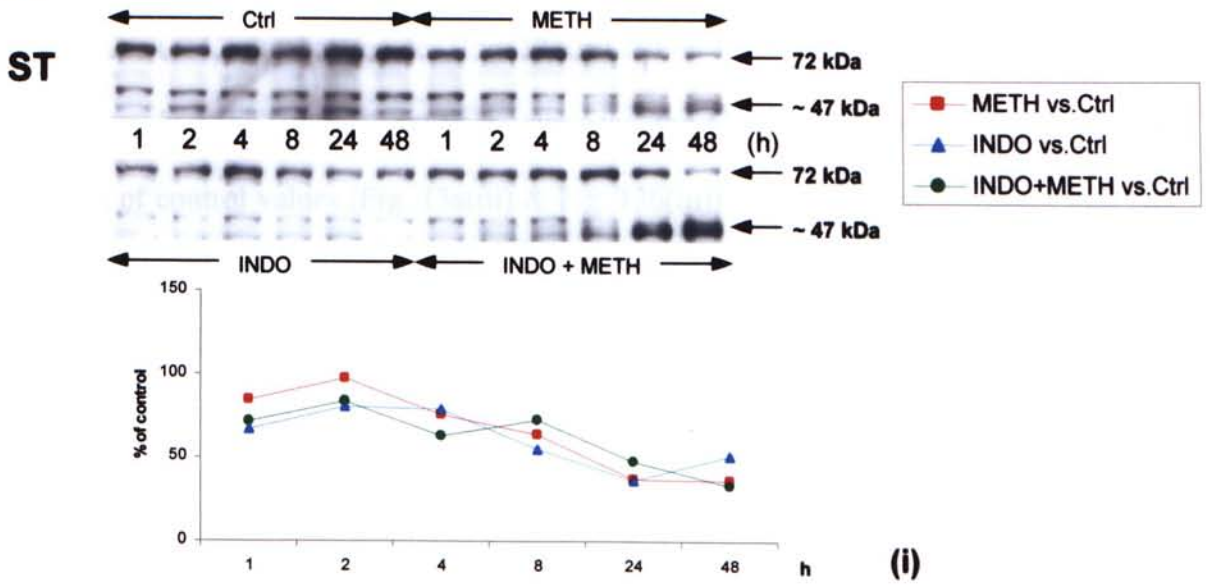 Ctrl METH
ST
72 kDa
~ 47 kDa
1 2 4 8 24 48 1 2 4 8 24 48 (h)
72 kDa
~ 47 kDa
INDO INDO + METH
METH vs.Ctrl
INDO vs.Ctrl
INDO+METH vs.Ctrl
150
100
50
0
% of control
1 2 4 8 24 48 h
(i)